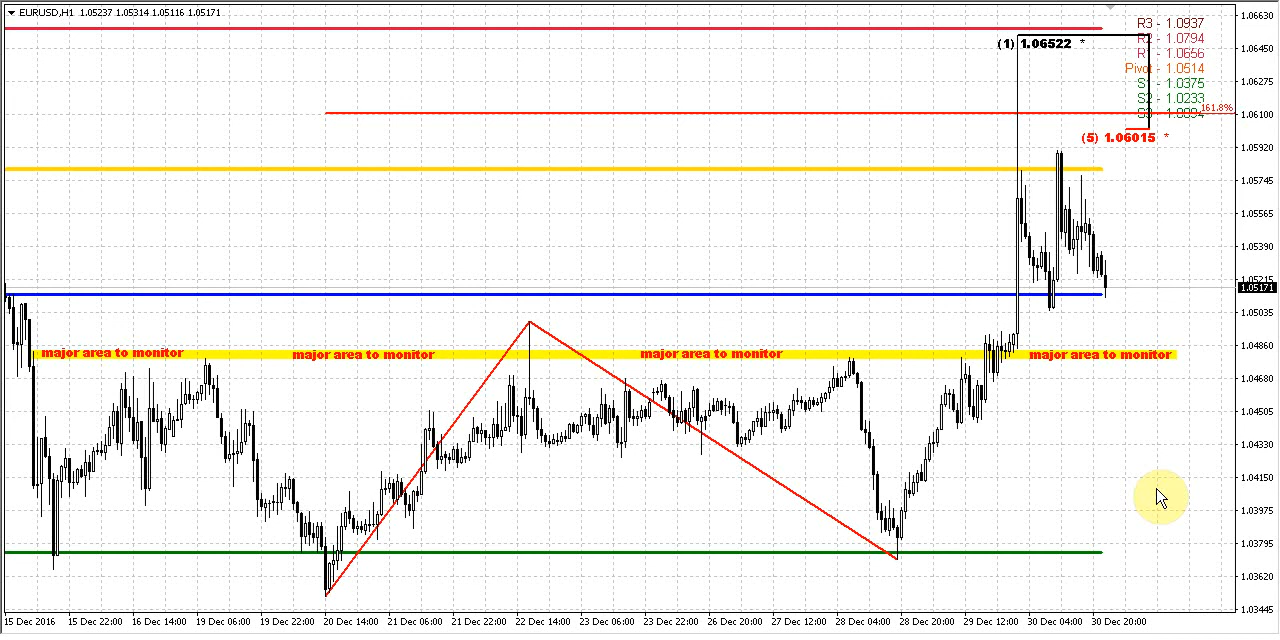 EURUSD,H1 1.05237 1.05314 1.05116 1.05171
R3 - 1.0937
R2 - 1.0794
R1 - 1.0656
Pivot - 1.0514
S1 - 1.0375
S2 - 1.0233
S3 - 1.0094
(1) 1.06522 *
161.8%
(5) 1.06015 *
major area to monitor
major area to monitor
major area to monitor
major area to monitor
1.06630
1.06450
1.06275
1.06100
1.05920
1.05745
1.05565
1.05390
1.05215
1.05171
1.05035
1.04860
1.04680
1.04505
1.04330
1.04150
1.03975
1.03795
1.03620
1.03445
15 Dec 2016
15 Dec 22:00
16 Dec 14:00
19 Dec 06:00
19 Dec 22:00
20 Dec 14:00
21 Dec 06:00
21 Dec 22:00
22 Dec 14:00
23 Dec 06:00
23 Dec 22:00
26 Dec 20:00
27 Dec 12:00
28 Dec 04:00
28 Dec 20:00
29 Dec 12:00
30 Dec 04:00
30 Dec 20:00